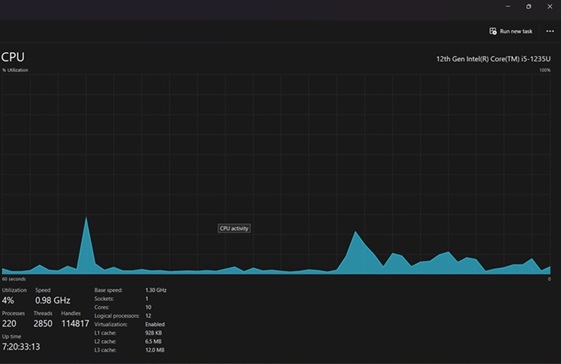 Run new task
CPU
12th Gen Intel(R) Core(TM) i5-1235U
% Utilization
100%
CPU activity
60 seconds
0
Utilization
Speed
4%
0.98 GHz
Processes
Threads
Handles
220
2850
114817
Up time
7:20:33:13
Base speed: 1.30 GHz
Sockets: 1
Cores: 10
Logical processors: 12
Virtualization: Enabled
L1 cache: 928 KB
L2 cache: 6.5 MB
L3 cache: 12.0 MB